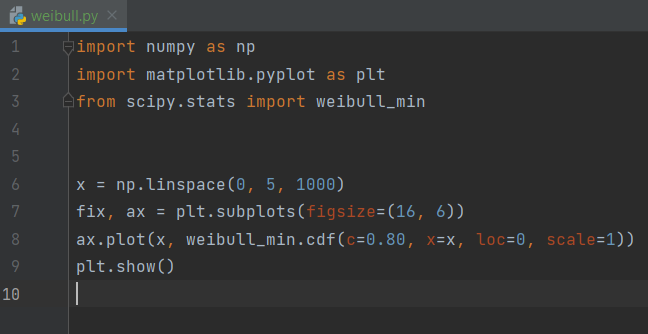 weibull.py
1 import numpy as np
2 import matplotlib.pyplot as plt
3 from scipy.stats import weibull_min
4
5
6 x = np.linspace(0, 5, 1000)
7 fix, ax = plt.subplots(figsize=(16, 6))
8 ax.plot(x, weibull_min.cdf(c=0.80, x=x, loc=0, scale=1))
9 plt.show()
10